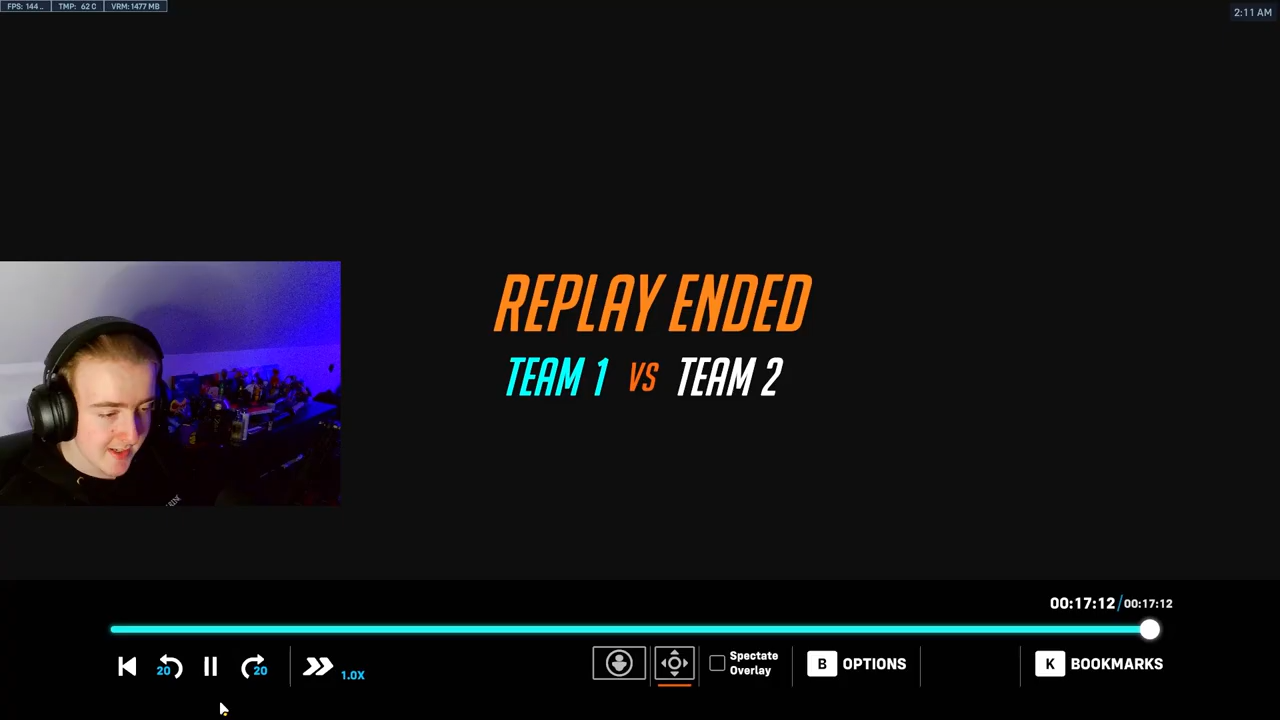 FPS: 144 .. TMP: 62 C VRM: 1477 MB
2:11 AM
REPLAY ENDED
TEAM 1 VS TEAM 2
00:17:12/00:17:12
20 20 1.0X
Spectate
Overlay
B OPTIONS
K BOOKMARKS